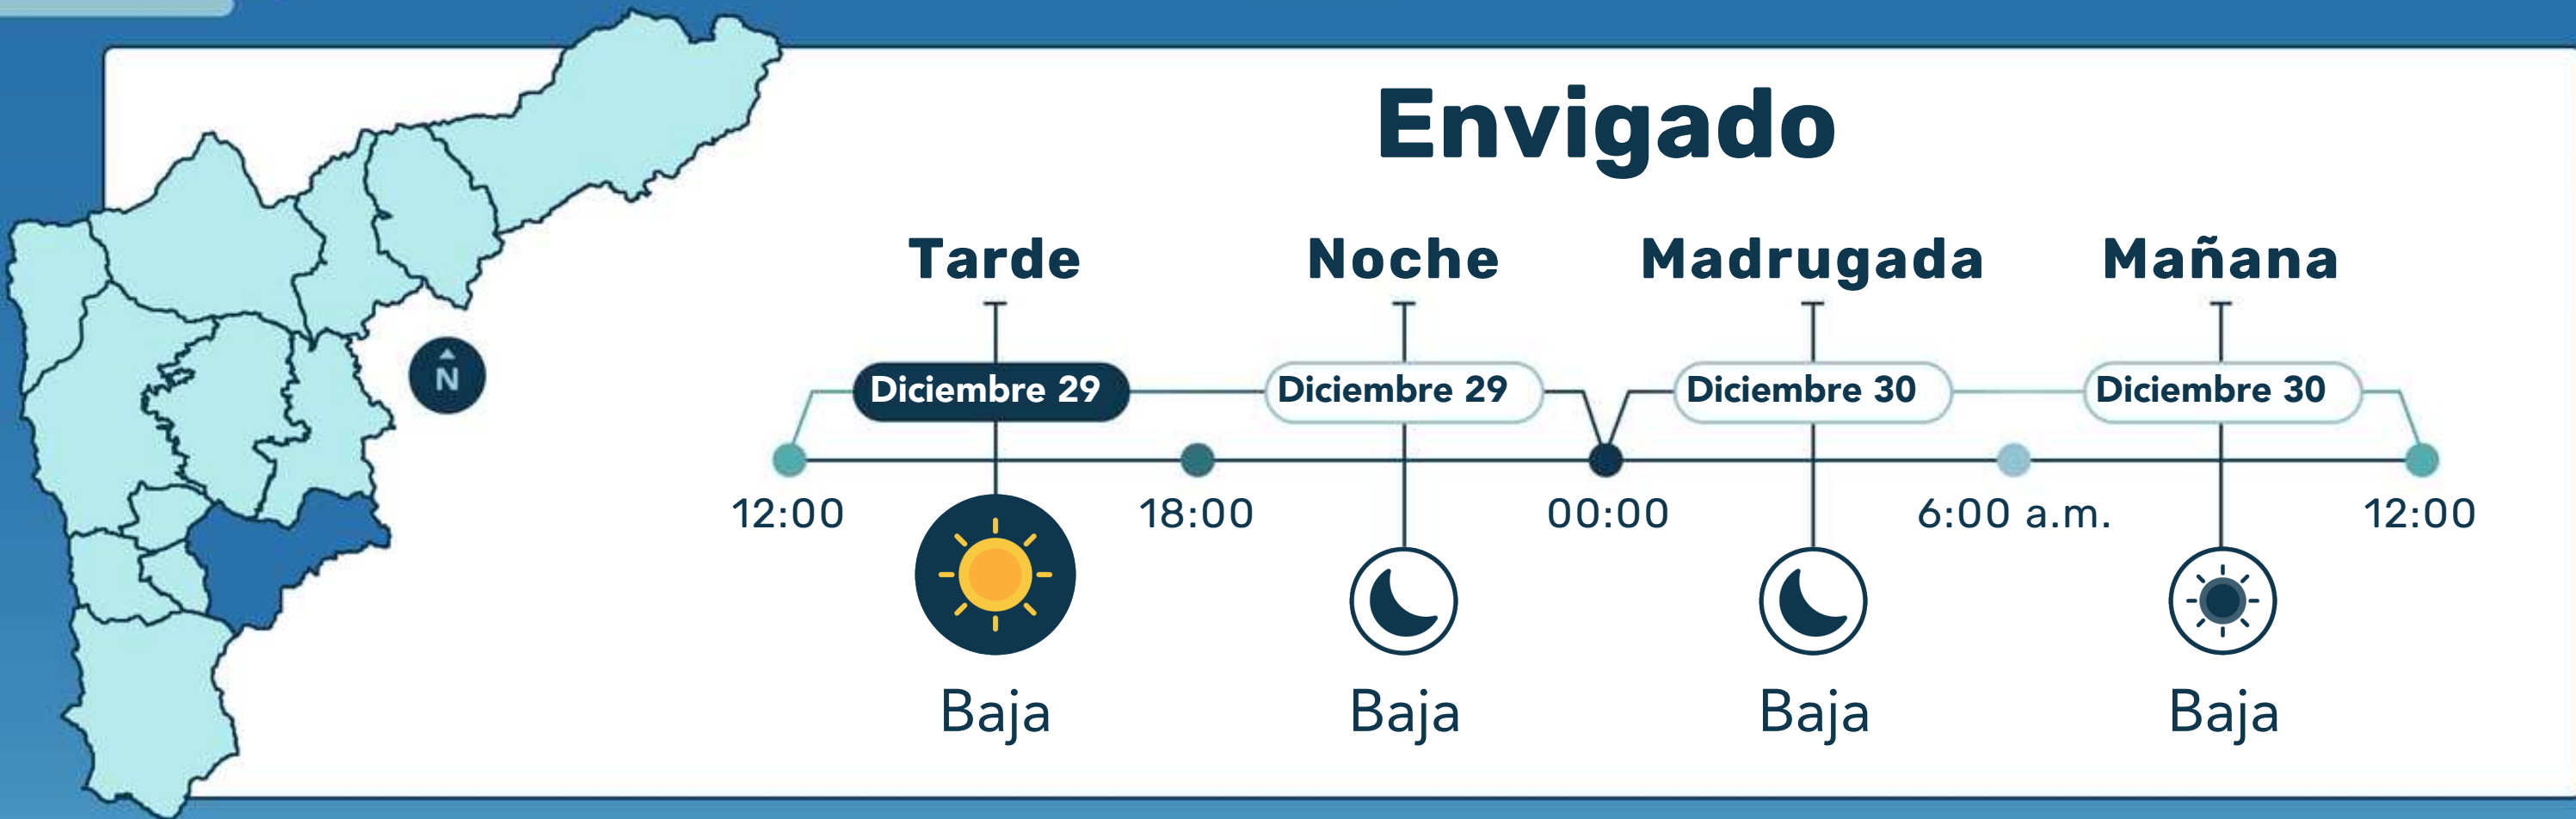 Envigado
Tarde Noche Madrugada Mañana
Diciembre 29 Diciembre 29 Diciembre 30 Diciembre 30
N
12:00 18:00 00:00 6:00 a.m. 12:00
Baja Baja Baja Baja